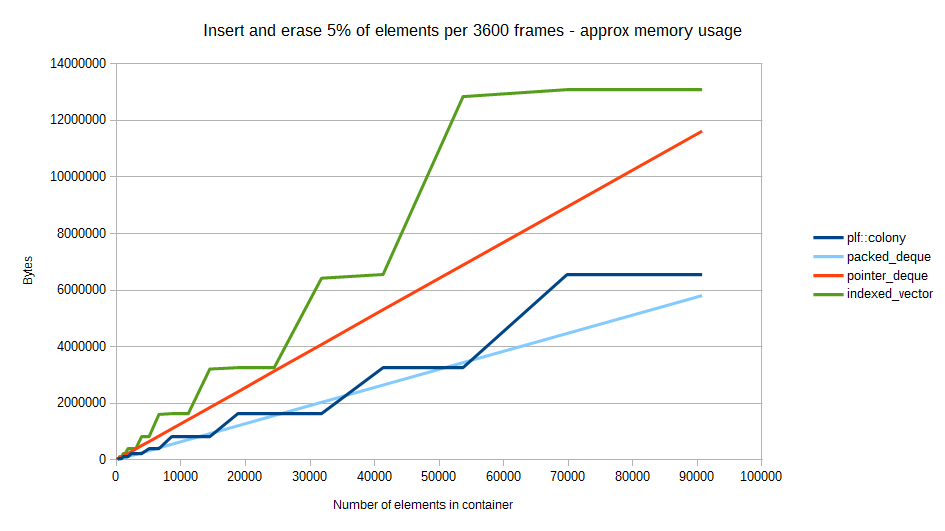 Insert and erase 5% of elements per 3600 frames - approx memory usage
14000000
12000000
10000000
8000000
6000000
4000000
2000000
0
Bytes
0 10000 20000 30000 40000 50000 60000 70000 80000 90000 100000
Number of elements in container
plf::colony
packed_deque
pointer_deque
indexed_vector